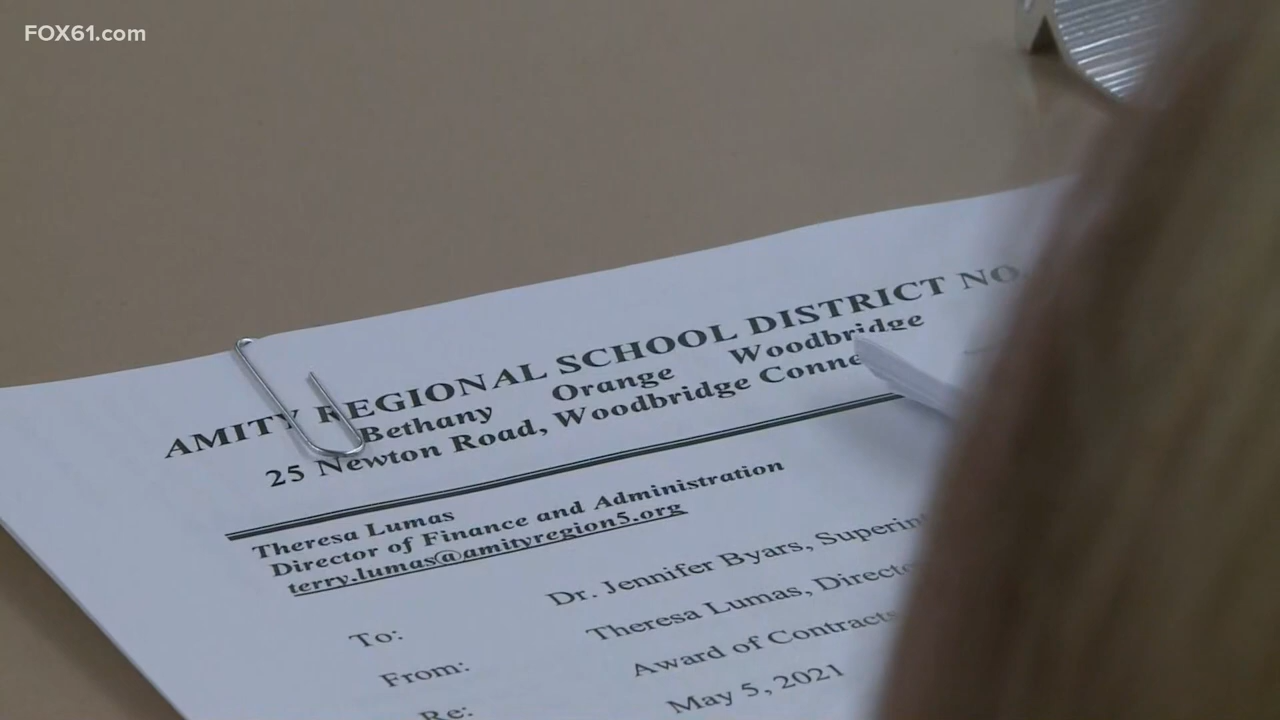 FOX61.com
AMITY REGIONAL SCHOOL DISTRICT NO.
Bethany Orange Woodbridge
25 Newton Road, Woodbridge
Theresa Lumas
Director of Finance and Administration
terry.lumas@amityregion5.org
To: Dr. Jennifer Byars,
From: Theresa Lumas,
Re: Award of Contracts
May 5, 2021